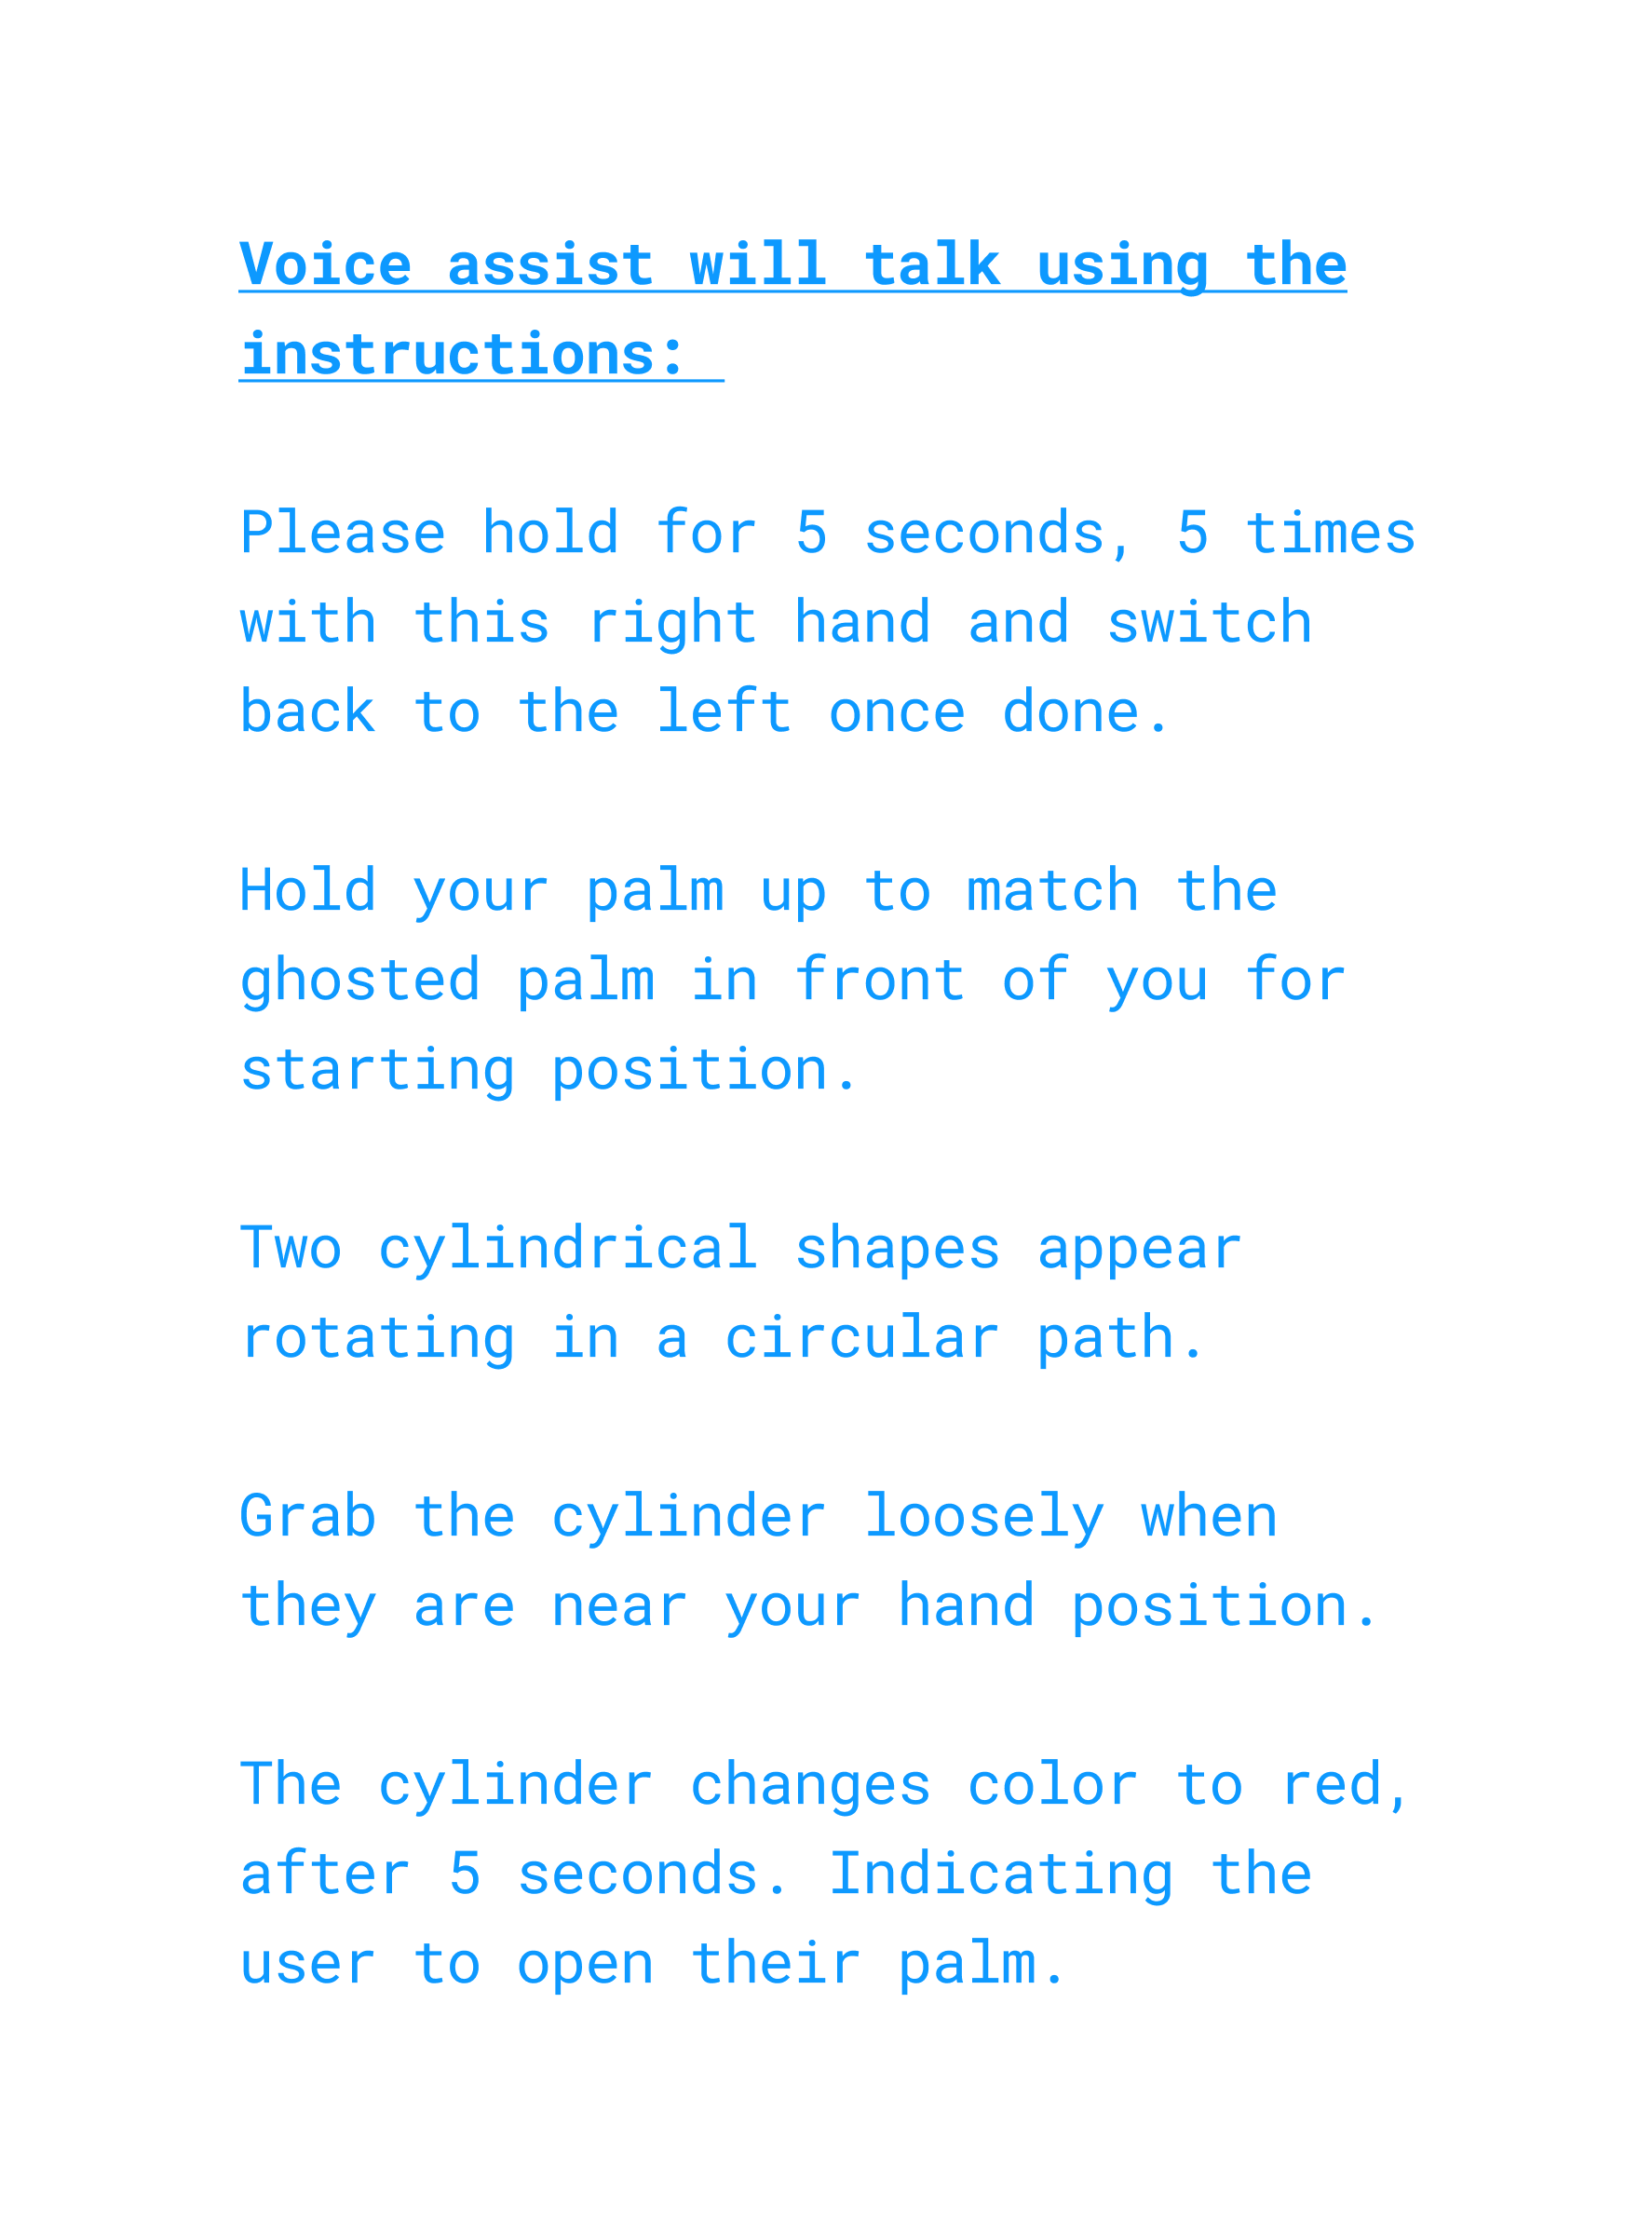 Voice assist will talk using the
instructions:
Please hold for 5 seconds, 5 times
with this right hand and switch
back to the left once done.
Hold your palm up to match the
ghosted palm in front of you for
starting position.
Two cylindrical shapes appear
rotating in a circular path.
Grab the cylinder loosely when
they are near your hand position.
The cylinder changes color to red,
after 5 seconds. Indicating the
user to open their palm.